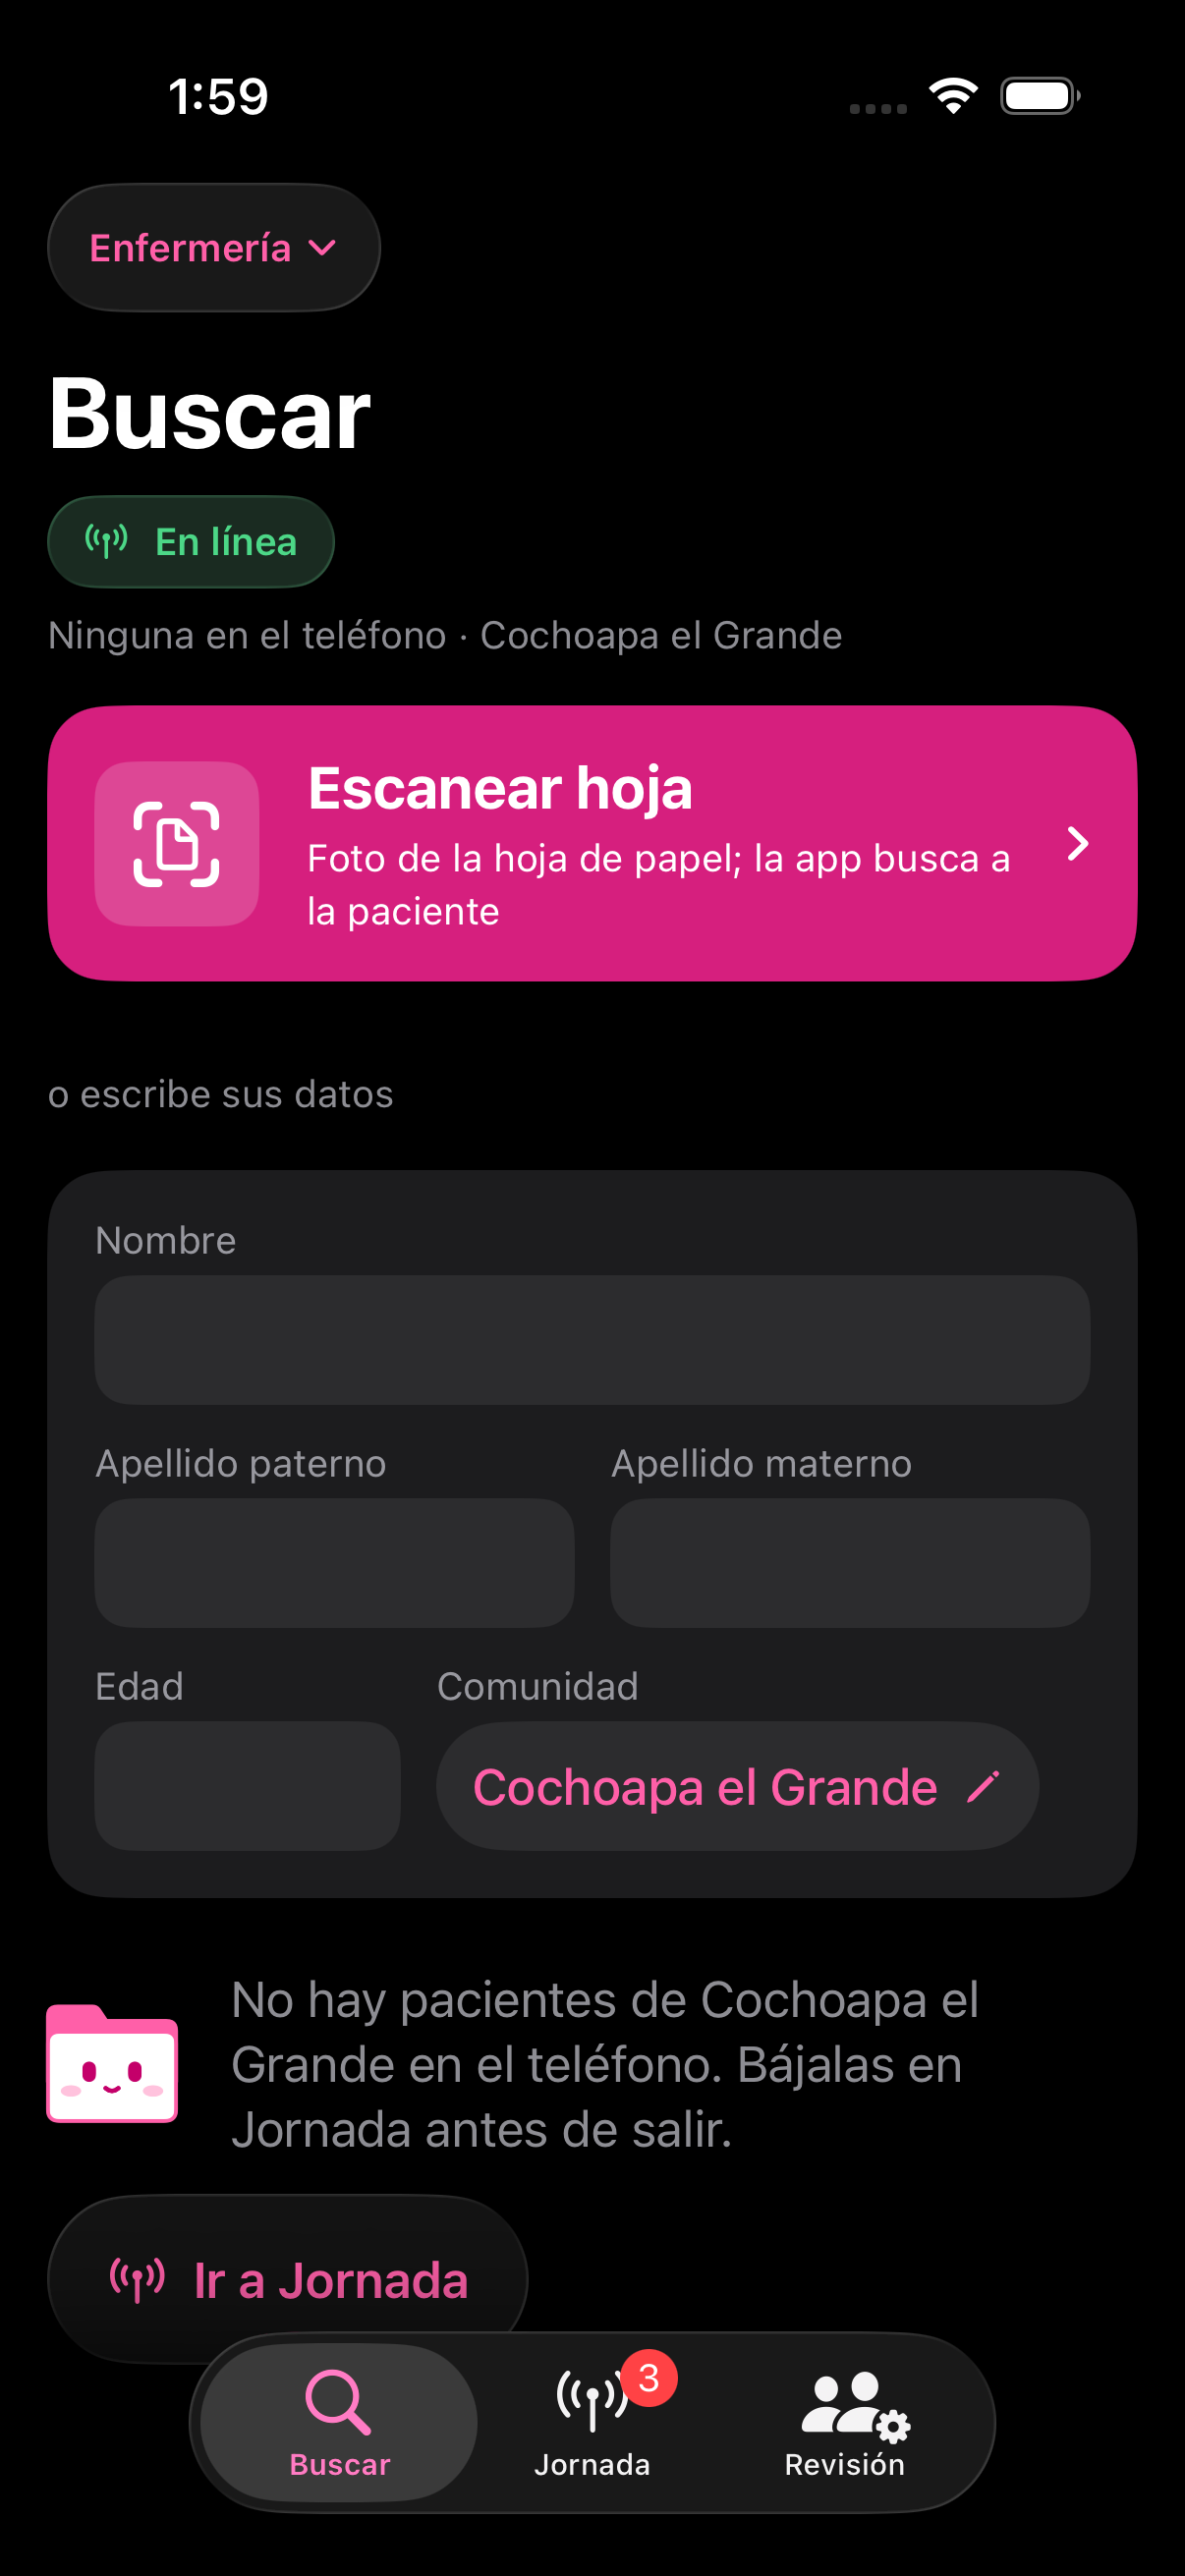 1:59
Enfermería
Buscar
En línea
Ninguna en el teléfono · Cochoapa el Grande
Escanear hoja
Foto de la hoja de papel; la app busca a
la paciente
o escribe sus datos
Nombre
Apellido paterno
Apellido materno
Edad
Comunidad
Cochoapa el Grande
No hay pacientes de Cochoapa el
Grande en el teléfono. Bájalas en
Jornada antes de salir.
Ir a Jornada
3
Buscar
Jornada
Revisión